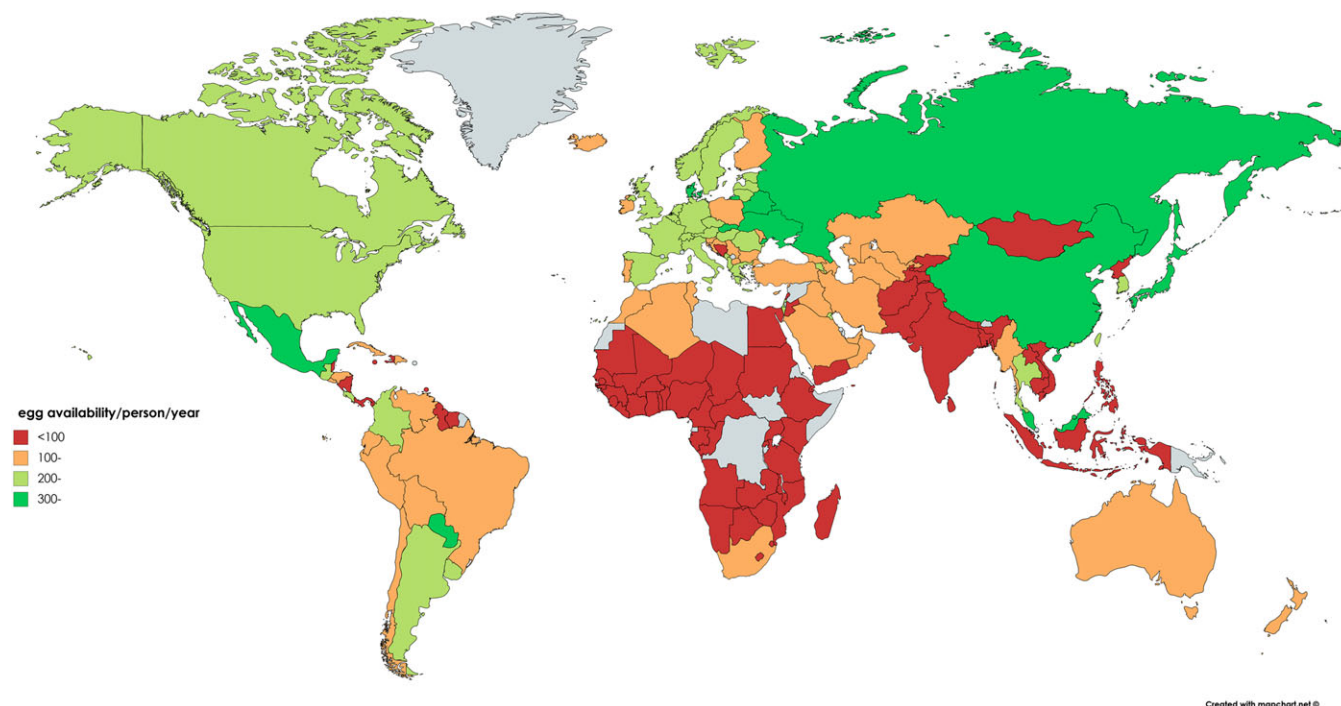 egg availability/person/year
<100
100-
200-
300-
Created with mapchart.net ©